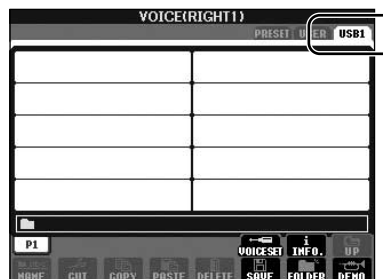 VOICE(RIGHT1)
PRESET USER USB1
P1
VOICESET INFO. UP
NAME CUT COPY PASTE DELETE SAVE FOLDER DEMO